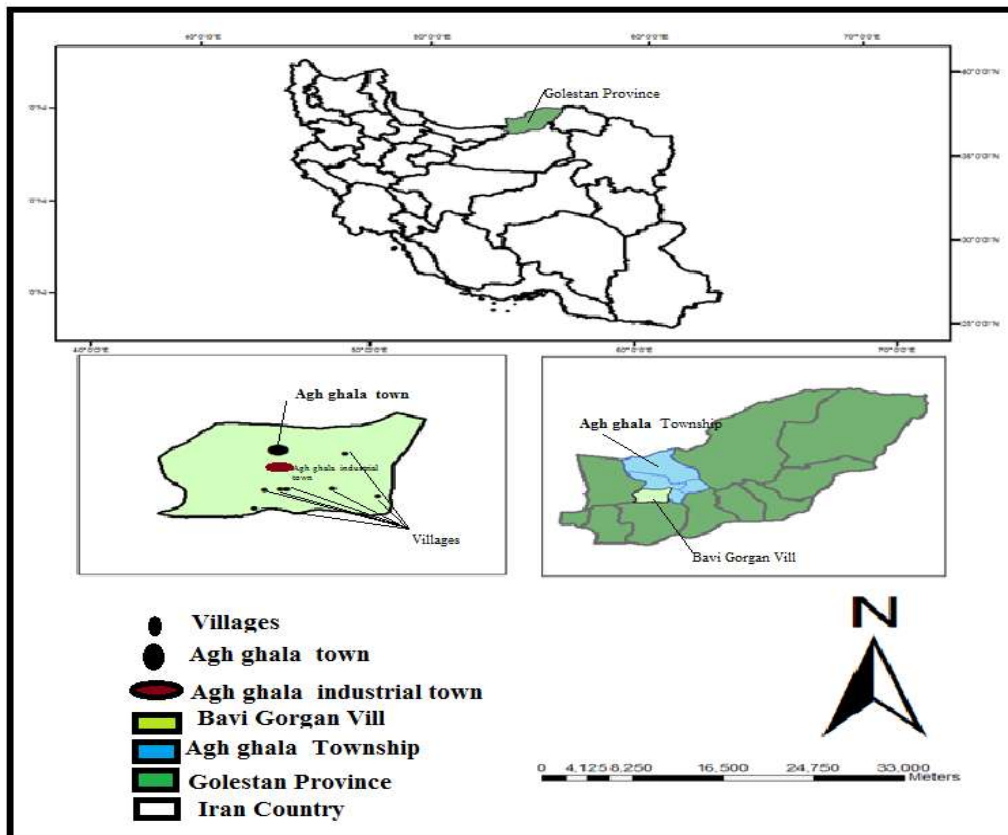 Golestan Province
Agh ghala town
Agh ghala industrial
town
Villages
Agh ghala Township
Bavi Gorgan Vill
Villages
Agh ghala town
Agh ghala industrial town
Bavi Gorgan Vill
Agh ghala Township
Golestan Province
Iran Country
N
0 4,125 8,250 16,500 24,750 33,000
Meters